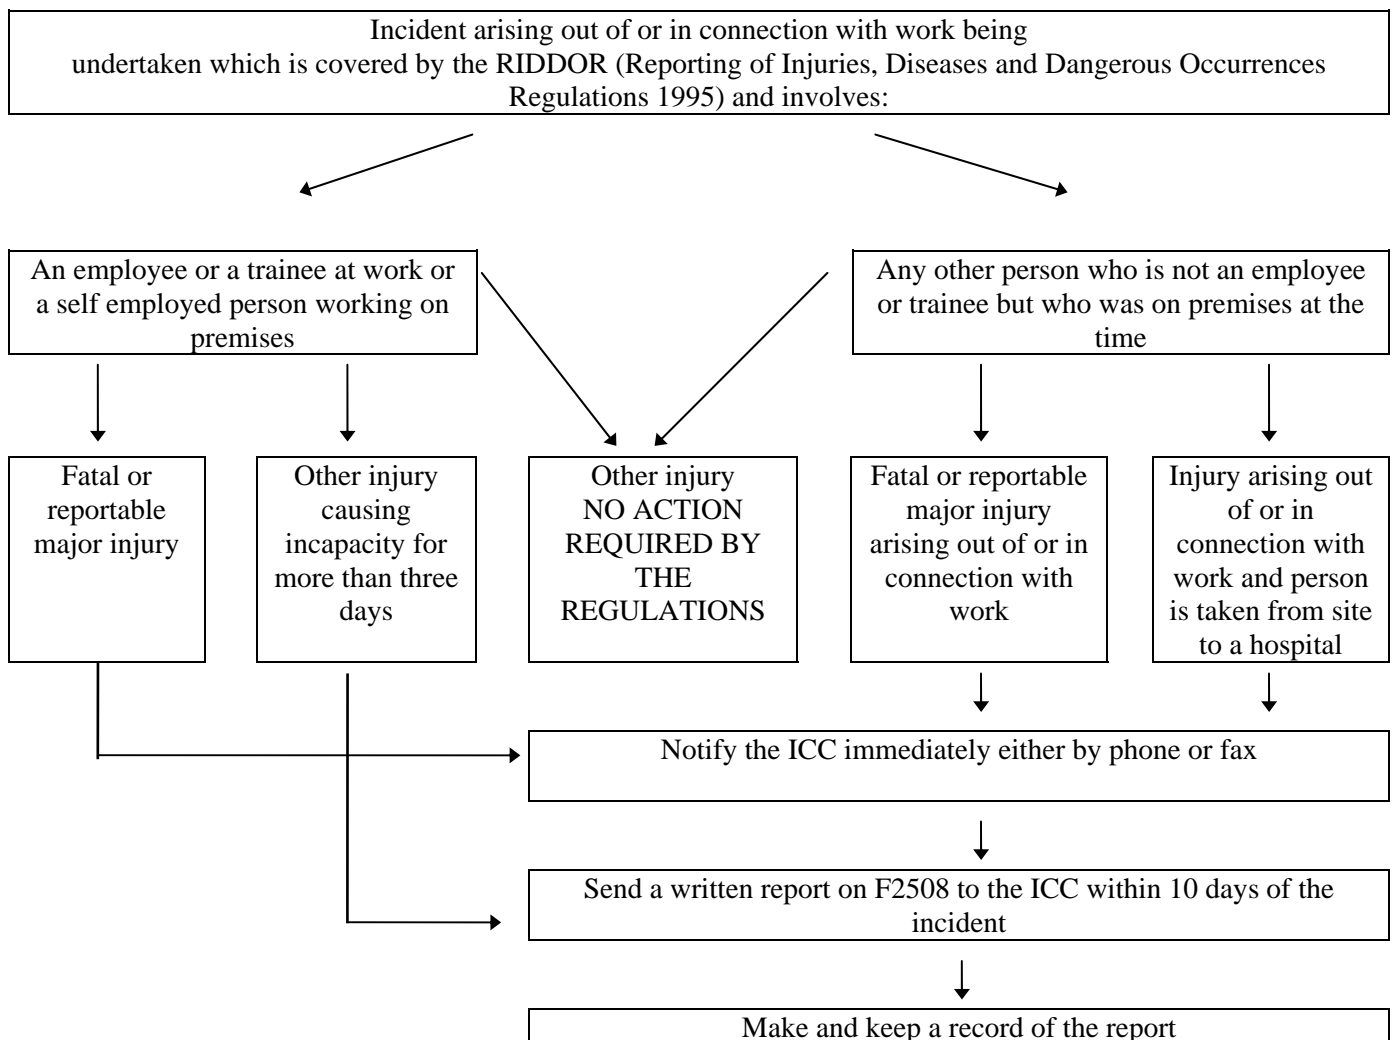 Incident arising out of or in connection with work being
undertaken which is covered by the RIDDOR (Reporting of Injuries, Diseases and Dangerous Occurrences
Regulations 1995) and involves:
An employee or a trainee at work or
a self employed person working on
premises
Any other person who is not an employee
or trainee but who was on premises at the
time
Fatal or
reportable
major injury
Other injury
causing
incapacity for
more than three
days
Other injury
NO ACTION
REQUIRED BY
THE
REGULATIONS
Fatal or reportable
major injury
arising out of or in
connection with
work
Injury arising out
of or in
connection with
work and person
is taken from site
to a hospital
Notify the ICC immediately either by phone or fax
Send a written report on F2508 to the ICC within 10 days of the
incident
Make and keep a record of the report